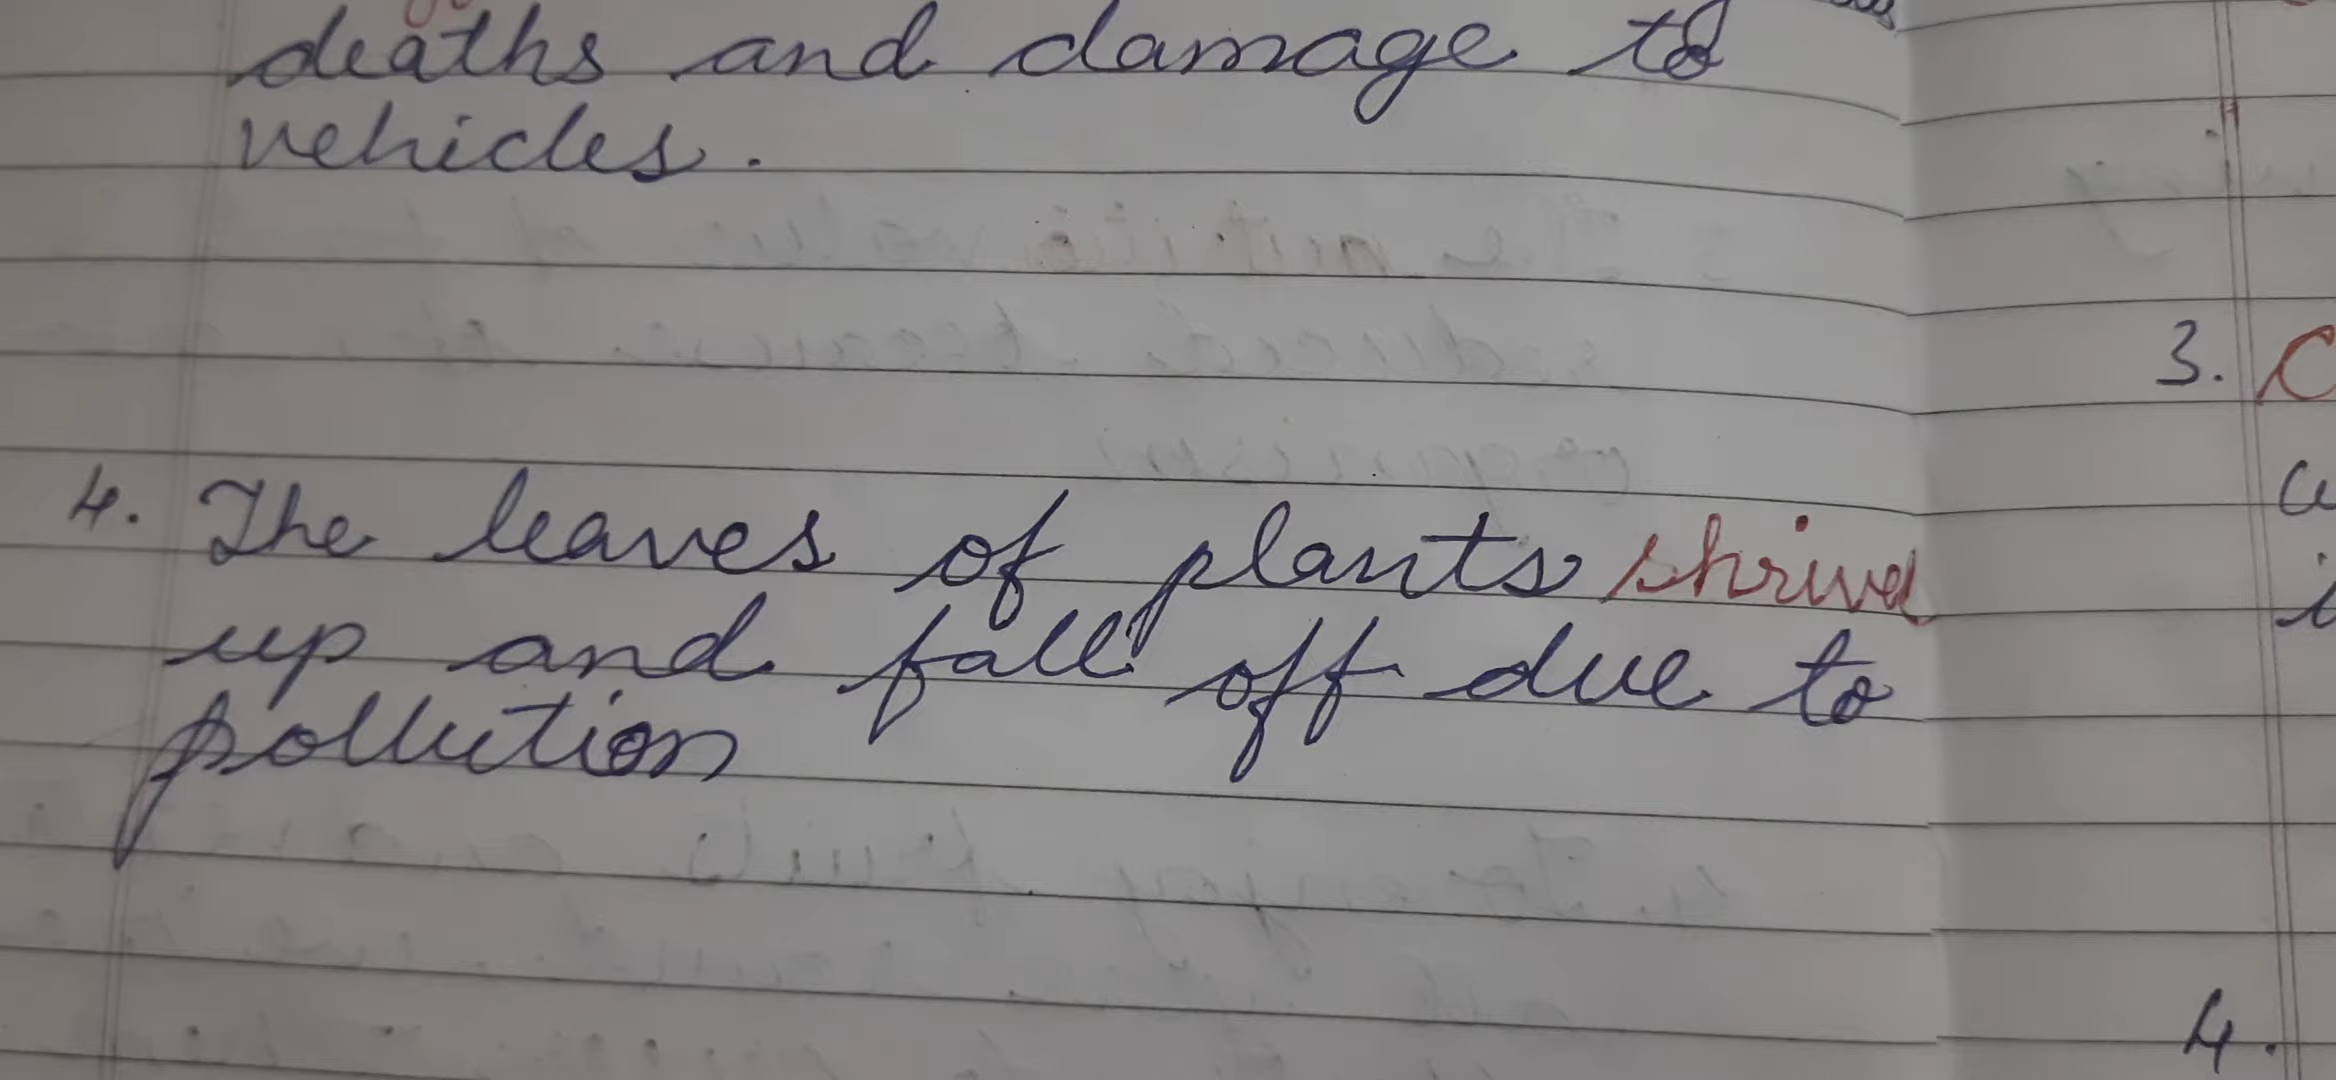 deaths and damage to
vehicles.
4. The leaves of plants shrivel
up and fall off due to
pollution
3.
4.